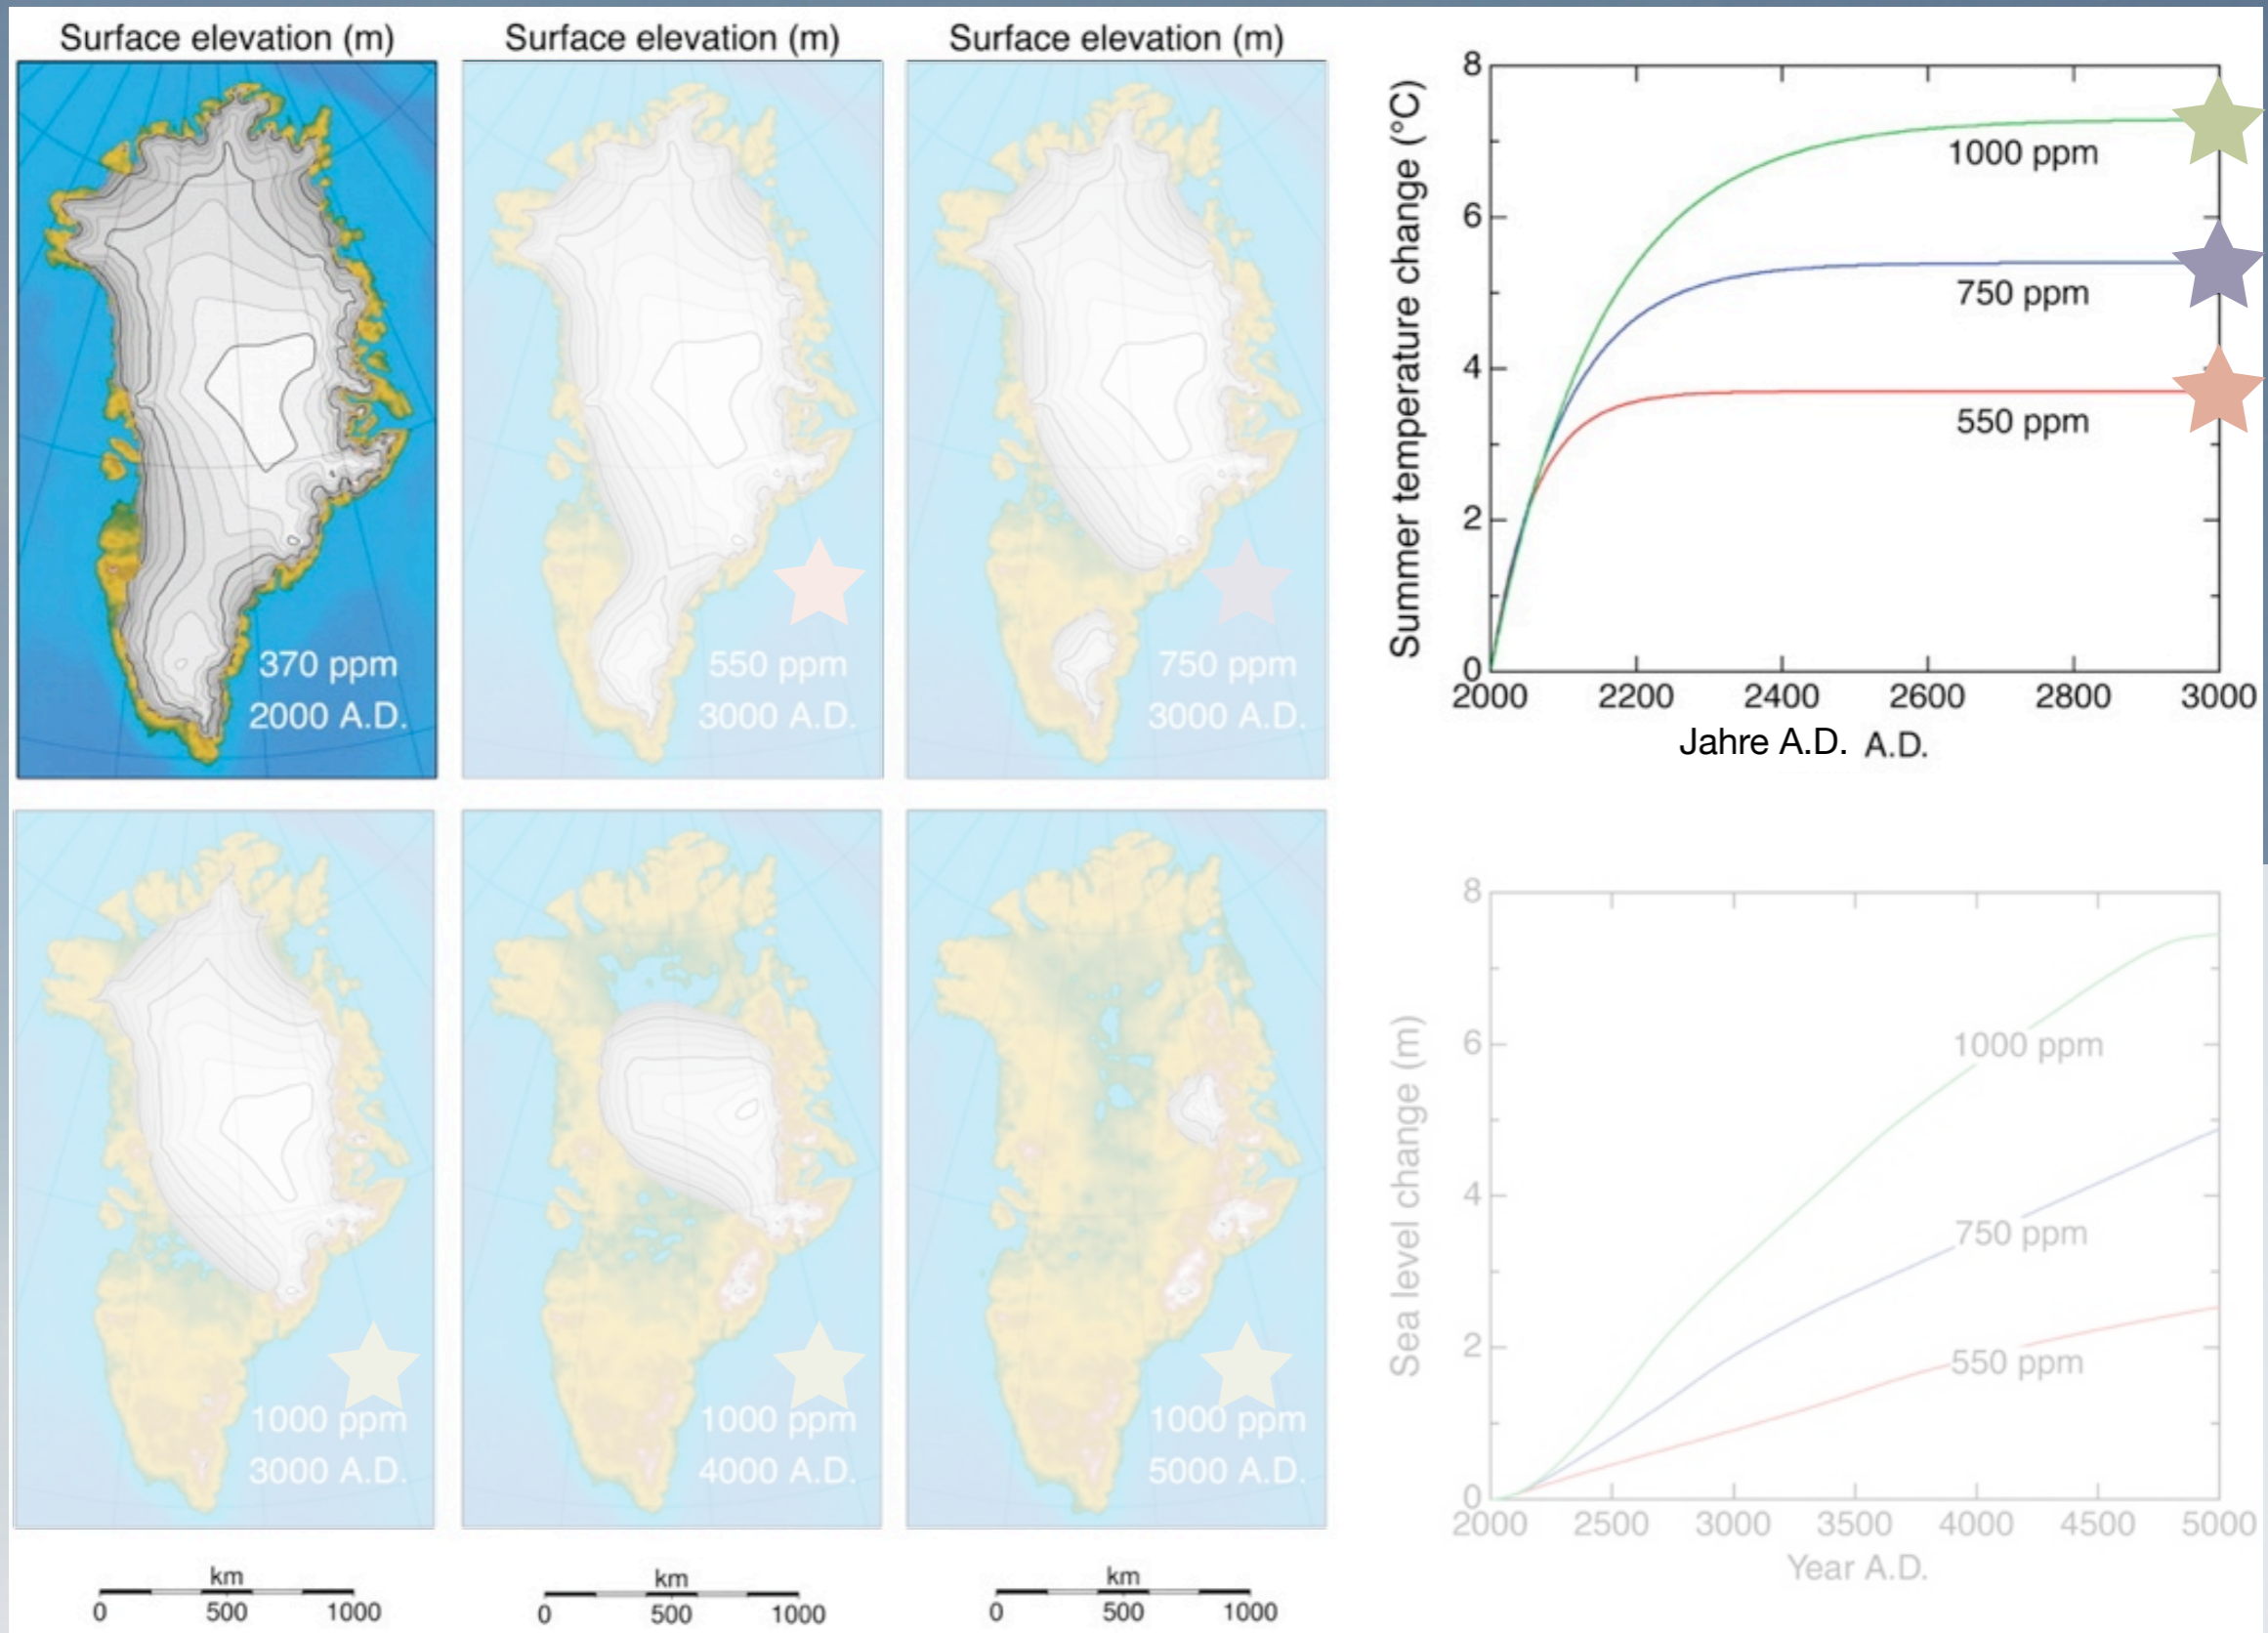 Surface elevation (m)
Surface elevation (m)
Surface elevation (m)
370 ppm
2000 A.D.
550 ppm
3000 A.D.
750 ppm
3000 A.D.
Summer temperature change (°C)
8
6
4
2
0
1000 ppm
750 ppm
550 ppm
2000 2200 2400 2600 2800 3000
Jahre A.D. A.D.
1000 ppm
3000 A.D.
1000 ppm
4000 A.D.
1000 ppm
5000 A.D.
Sea level change (m)
8
6
4
2
0
1000 ppm
750 ppm
550 ppm
2000 2500 3000 3500 4000 4500 5000
Year A.D.
km
0 500 1000
km
0 500 1000
km
0 500 1000